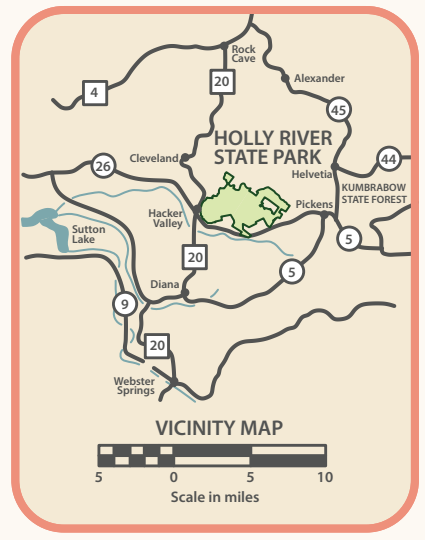 Rock
Cave
4
20
Alexander
45
HOLLY RIVER
STATE PARK
Cleveland
26
44
Helvetia
KUMBRABOW
STATE FOREST
Pickens
Hacker
Valley
Sutton
Lake
5
20
5
Diana
9
20
Webster
Springs
VICINITY MAP
5 0 5 10
Scale in miles